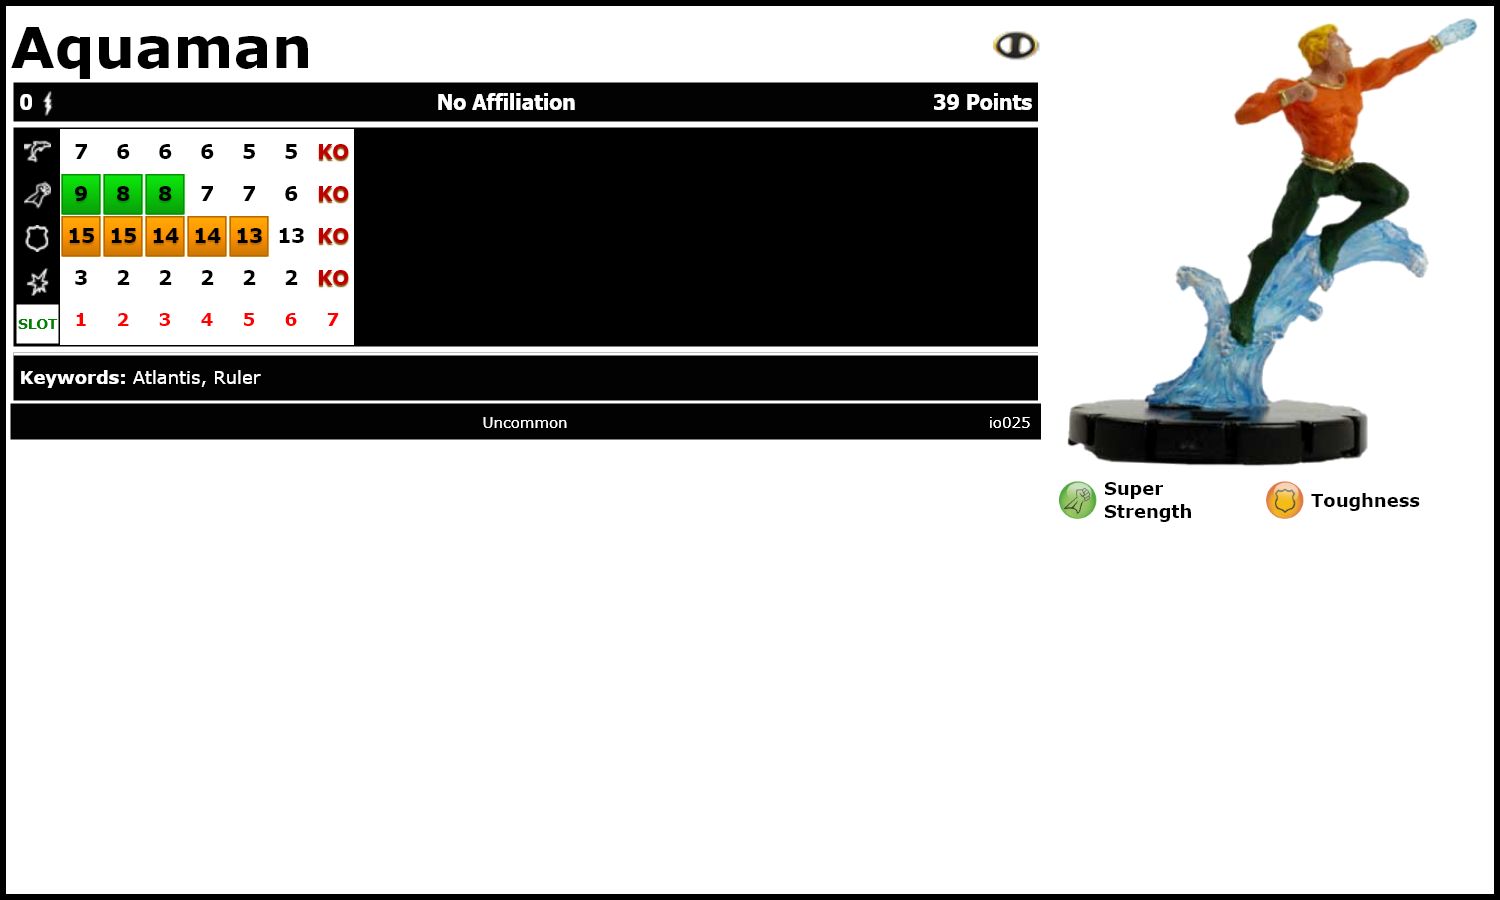 Aquaman
0 No Affiliation 39 Points
7 6 6 6 5 5 KO
9 8 8 7 7 6 KO
15 15 14 14 13 13 KO
3 2 2 2 2 2 KO
SLOT 1 2 3 4 5 6 7
Keywords: Atlantis, Ruler
Uncommon io025
Super
Strength
Toughness